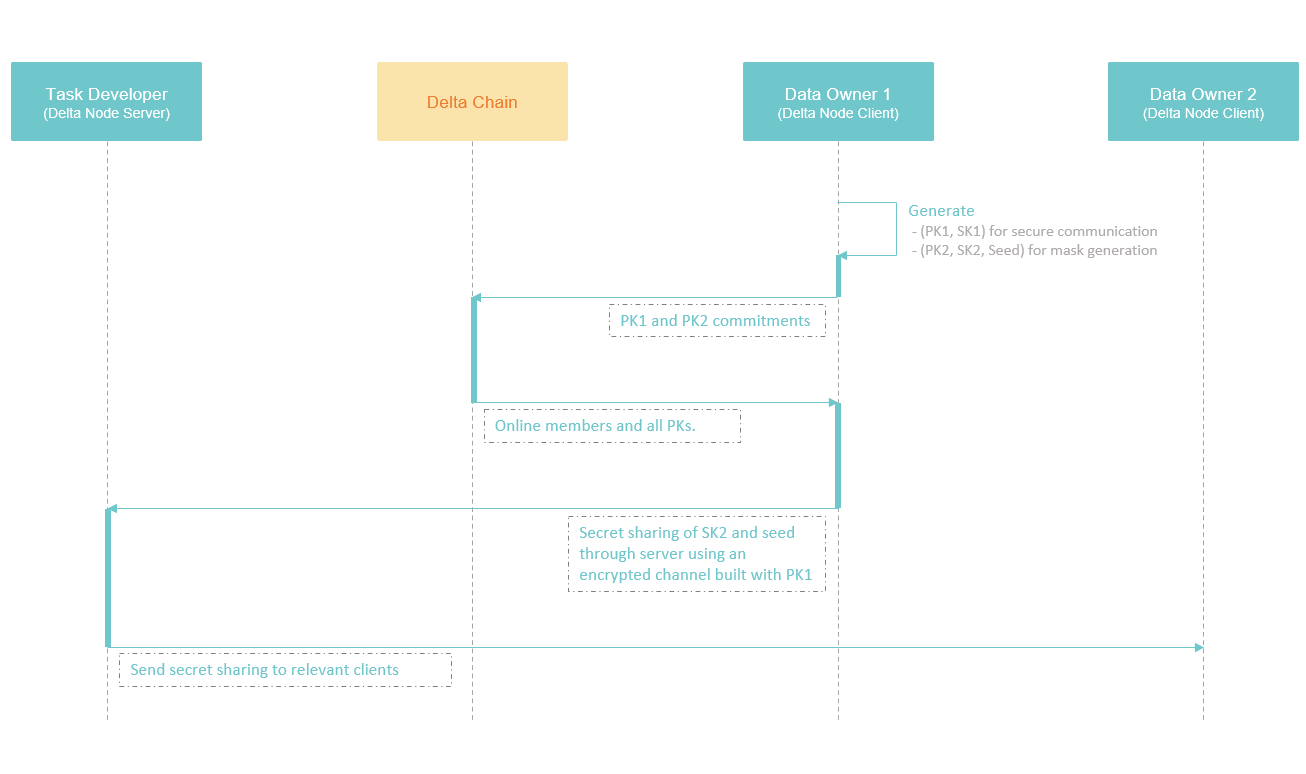 Task Developer
(Delta Node Server)
Delta Chain
Data Owner 1
(Delta Node Client)
Data Owner 2
(Delta Node Client)
Generate
- (PK1, SK1) for secure communication
- (PK2, SK2, Seed) for mask generation
PK1 and PK2 commitments
Online members and all PKs.
Secret sharing of SK2 and seed
through server using an
encrypted channel built with PK1
Send secret sharing to relevant clients